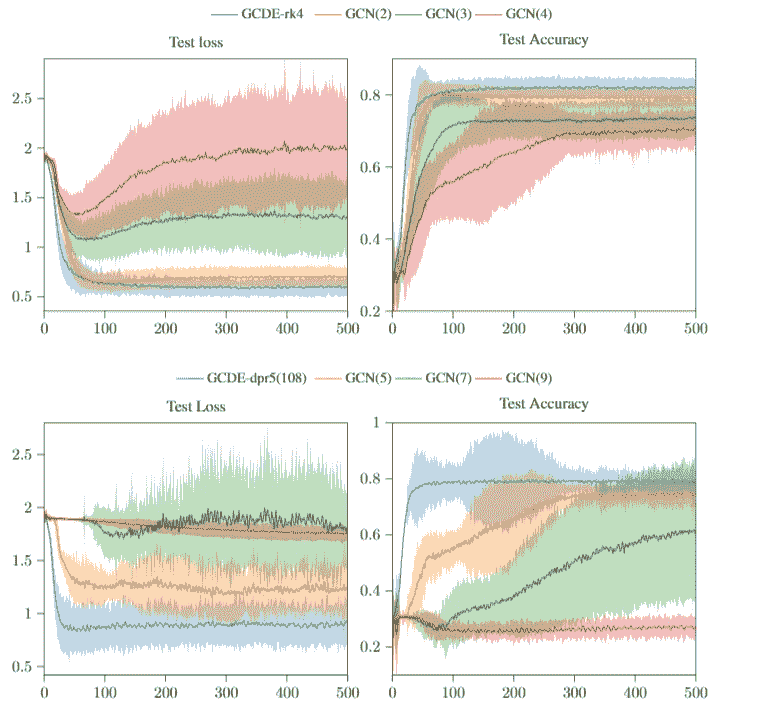 GCDE-rk4 GCN(2) GCN(3) GCN(4)
Test loss
Test Accuracy
2.5
2
1.5
1
0.5
0 100 200 300 400 500
0.8
0.6
0.4
0.2
0 100 200 300 400 500
GCDE-dpr5(108) GCN(5) GCN(7) GCN(9)
Test Loss
Test Accuracy
2.5
2
1.5
1
0.5
0 100 200 300 400 500
1
0.8
0.6
0.4
0.2
0 100 200 300 400 500